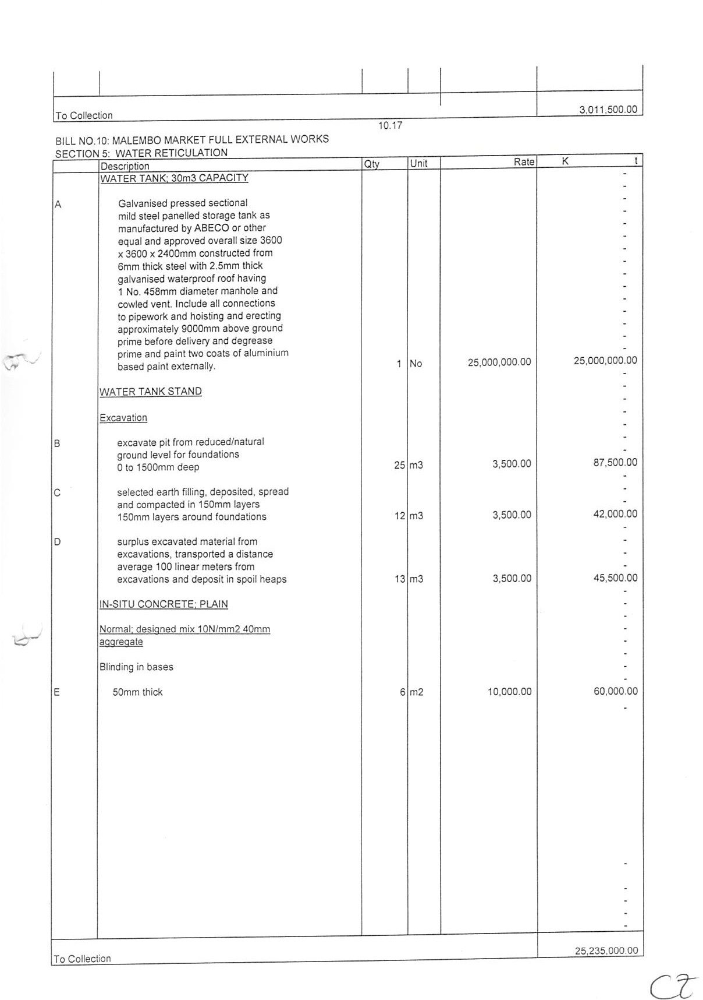 To Collection 3,011,500.00
10.17
BILL NO.10: MALEMBO MARKET FULL EXTERNAL WORKS
SECTION 5: WATER RETICULATION
Description Qty Unit Rate K t
WATER TANK; 30m3 CAPACITY -
A Galvanised pressed sectional
mild steel panelled storage tank as
manufactured by ABECO or other
equal and approved overall size 3600
x 3600 x 2400mm constructed from
6mm thick steel with 2.5mm thick
galvanised waterproof roof having
1 No. 458mm diameter manhole and
cowled vent. Include all connections
to pipework and hoisting and erecting
approximately 9000mm above ground
prime before delivery and degrease
prime and paint two coats of aluminium
based paint externally. 1 No 25,000,000.00 25,000,000.00
WATER TANK STAND
Excavation
B excavate pit from reduced/natural
ground level for foundations
0 to 1500mm deep 25 m3 3,500.00 87,500.00
C selected earth filling, deposited, spread
and compacted in 150mm layers
150mm layers around foundations 12 m3 3,500.00 42,000.00
D surplus excavated material from
excavations, transported a distance
average 100 linear meters from
excavations and deposit in spoil heaps 13 m3 3,500.00 45,500.00
IN-SITU CONCRETE; PLAIN
Normal; designed mix 10N/mm2 40mm
aggregate
Blinding in bases
E 50mm thick 6 m2 10,000.00 60,000.00
To Collection 25,235,000.00